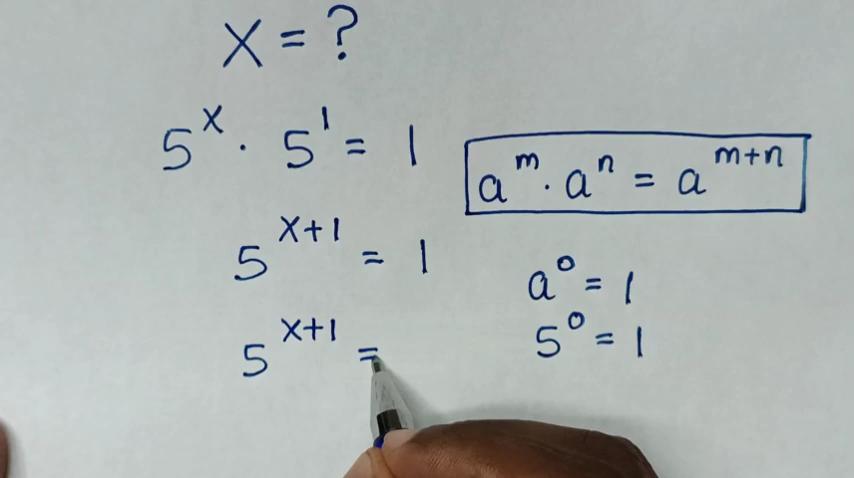 x = ?
5^x · 5^1 = 1
a^m · a^n = a^(m+n)
5^(x+1) = 1
a^0 = 1
5^(x+1) =
5^0 = 1